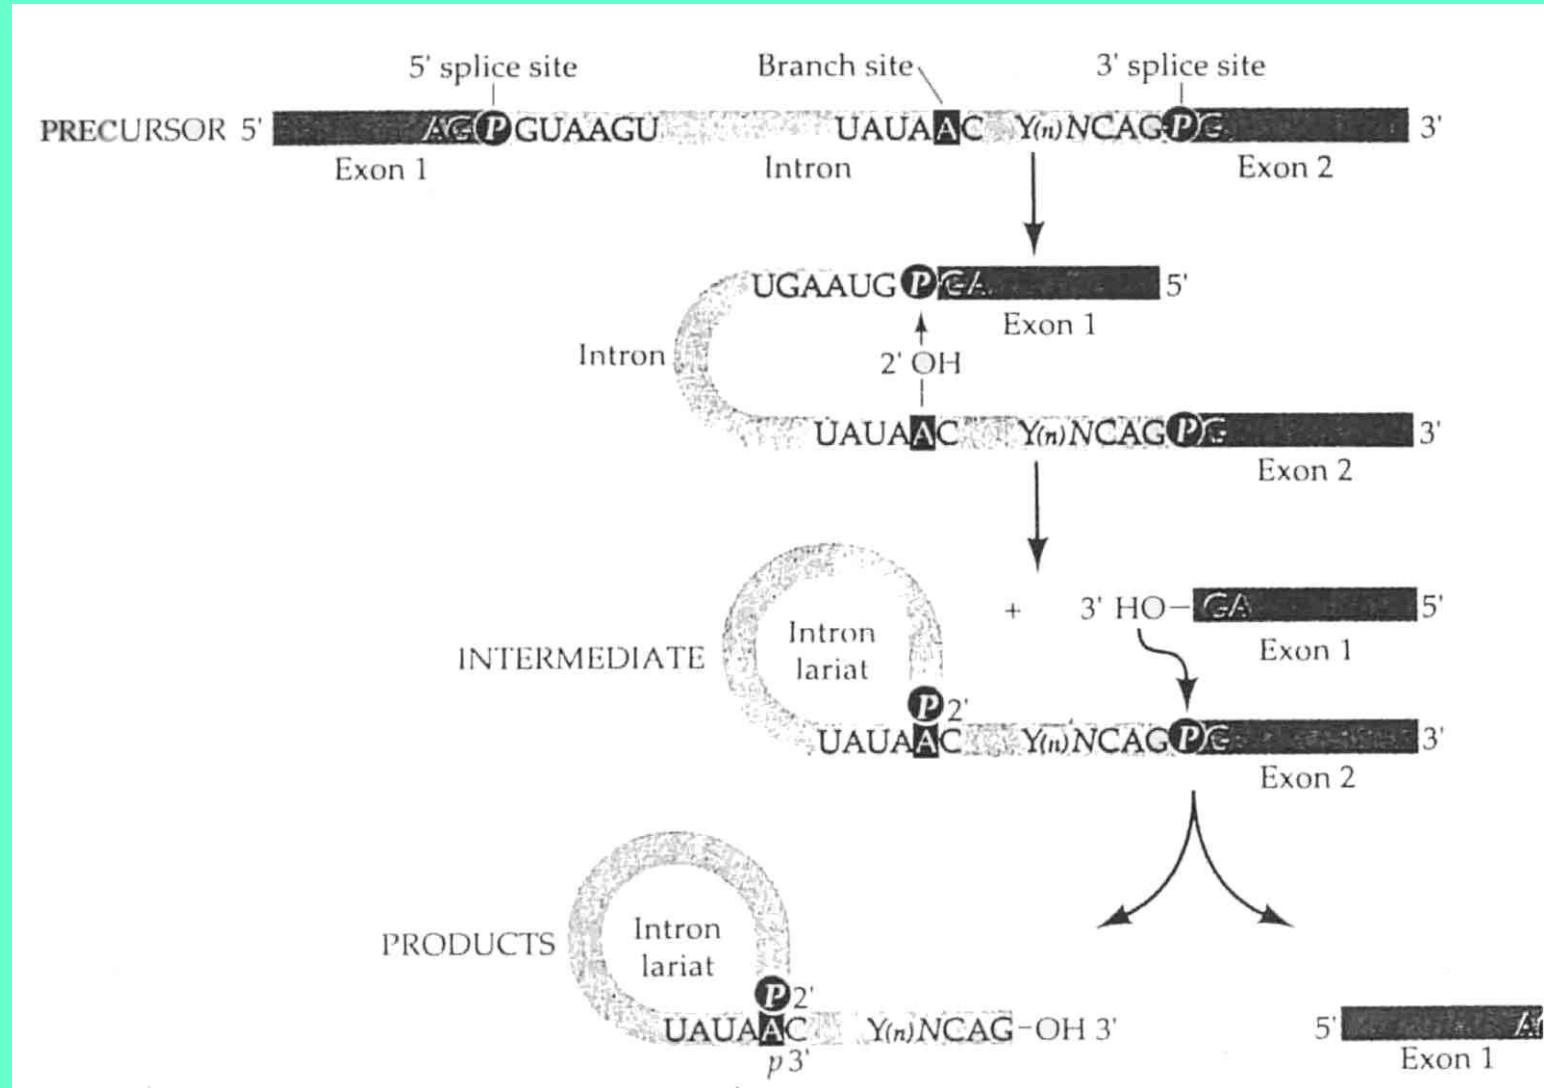 5' splice site
Branch site
3' splice site
PRECURSOR 5'
AG P GUAAGU
UAUAAC
Y(n)NCAG P G
3'
Exon 1
Intron
Exon 2
UGAAUG P GA
5'
Exon 1
Intron
2' OH
UAUAAC
Y(n)NCAG P G
3'
Exon 2
+
3' HO–GA
5'
Exon 1
Intron
lariat
INTERMEDIATE
P 2'
UAUAAC
Y(n)NCAG P G
3'
Exon 2
PRODUCTS
Intron
lariat
P 2'
UAUAAC
Y(n)NCAG–OH 3'
p 3'
5'
A
Exon 1